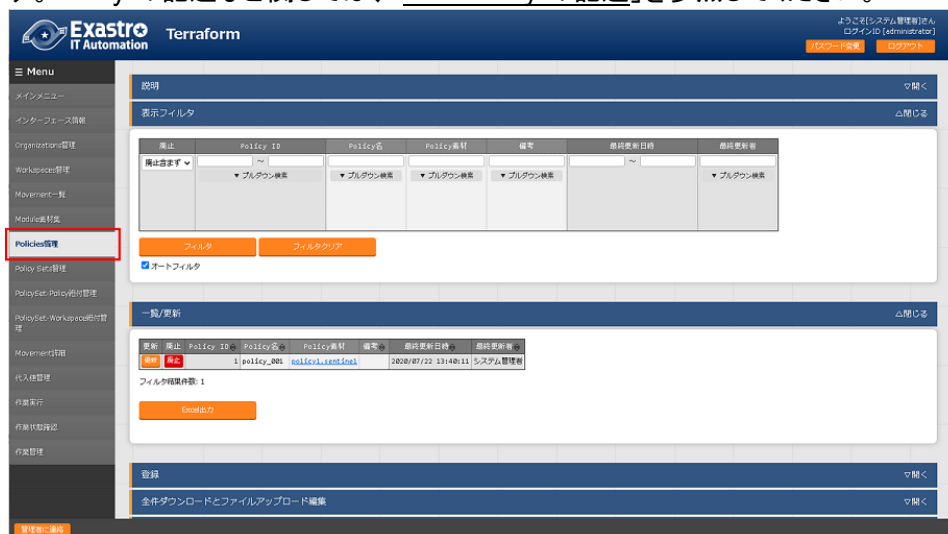 Exastro
IT Automation
Terraform
ようこそ[システム管理者]さん
ログインID [administrator]
パスワード変更 ログアウト
☰ Menu
メインメニュー
インターフェース情報
Organizations管理
Workspaces管理
Movement一覧
Module素材集
Policies管理
Policy Sets管理
PolicySet-Policy紐付管理
PolicySet-Workspace紐付管
理
Movement詳細
代入値管理
作業実行
作業状態確認
作業管理
説明 ▽開く
表示フィルタ △閉じる
廃止 Policy ID Policy名 Policy素材 備考 最終更新日時 最終更新者
廃止含まず ～ ～
▼ プルダウン検索 ▼ プルダウン検索 ▼ プルダウン検索 ▼ プルダウン検索 ▼ プルダウン検索
フィルタ フィルタクリア
オートフィルタ
一覧/更新 △閉じる
更新 廃止 Policy ID Policy名 Policy素材 備考 最終更新日時 最終更新者
更新 廃止 1 policy_001 policy1.sentinel 2020/07/22 13:40:11 システム管理者
フィルタ結果件数: 1
Excel出力
登録 ▽開く
全件ダウンロードとファイルアップロード編集 ▽開く
管理者に連絡